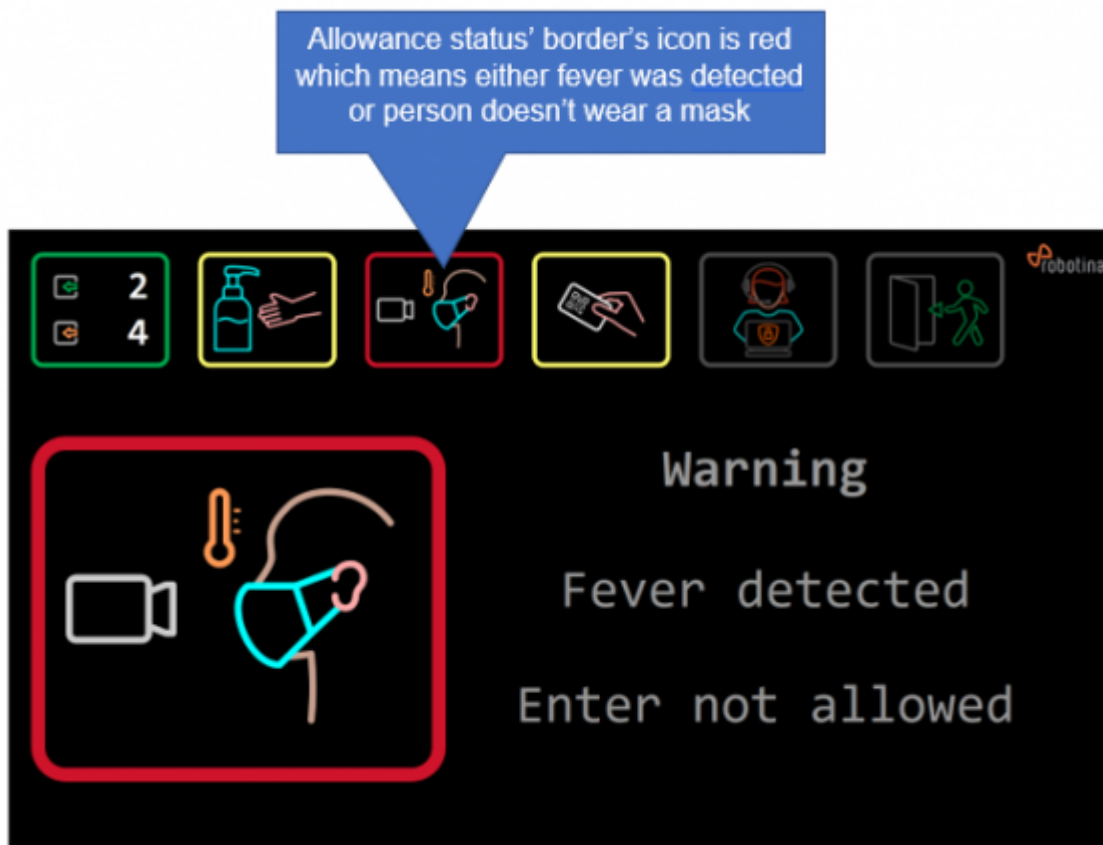 Allowance status' border's icon is red
which means either fever was detected
or person doesn't wear a mask
2
4
robotina
Warning
Fever detected
Enter not allowed